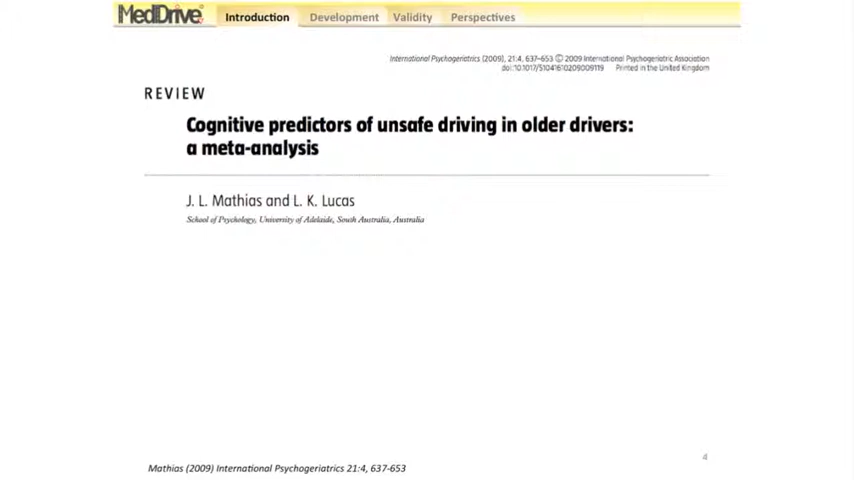 MedDrive
Introduction Development Validity Perspectives
International Psychogeriatrics (2009), 21:4, 637–653 © 2009 International Psychogeriatric Association
doi:10.1017/S1041610209009119 Printed in the United Kingdom
REVIEW
Cognitive predictors of unsafe driving in older drivers:
a meta-analysis
J. L. Mathias and L. K. Lucas
School of Psychology, University of Adelaide, South Australia, Australia
4
Mathias (2009) International Psychogeriatrics 21:4, 637-653